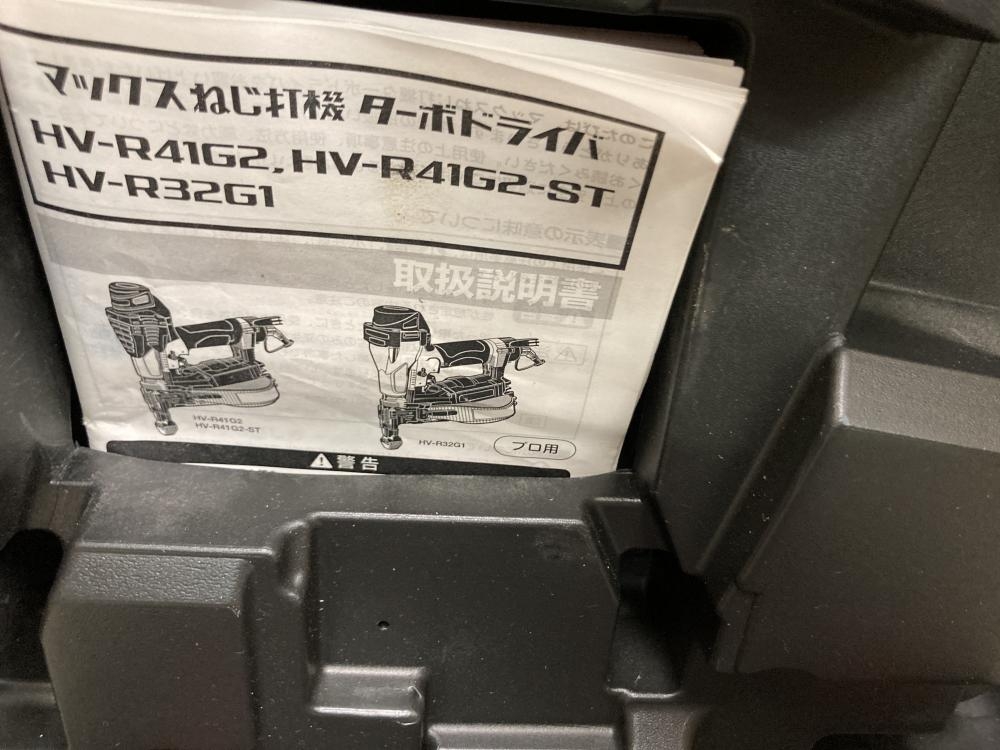 マックスねじ打機 ターボドライバ
HV-R41G2, HV-R41G2-ST
HV-R32G1
取扱説明書
HV-R41G2
HV-R41G2-ST
HV-R32G1
プロ用
警告